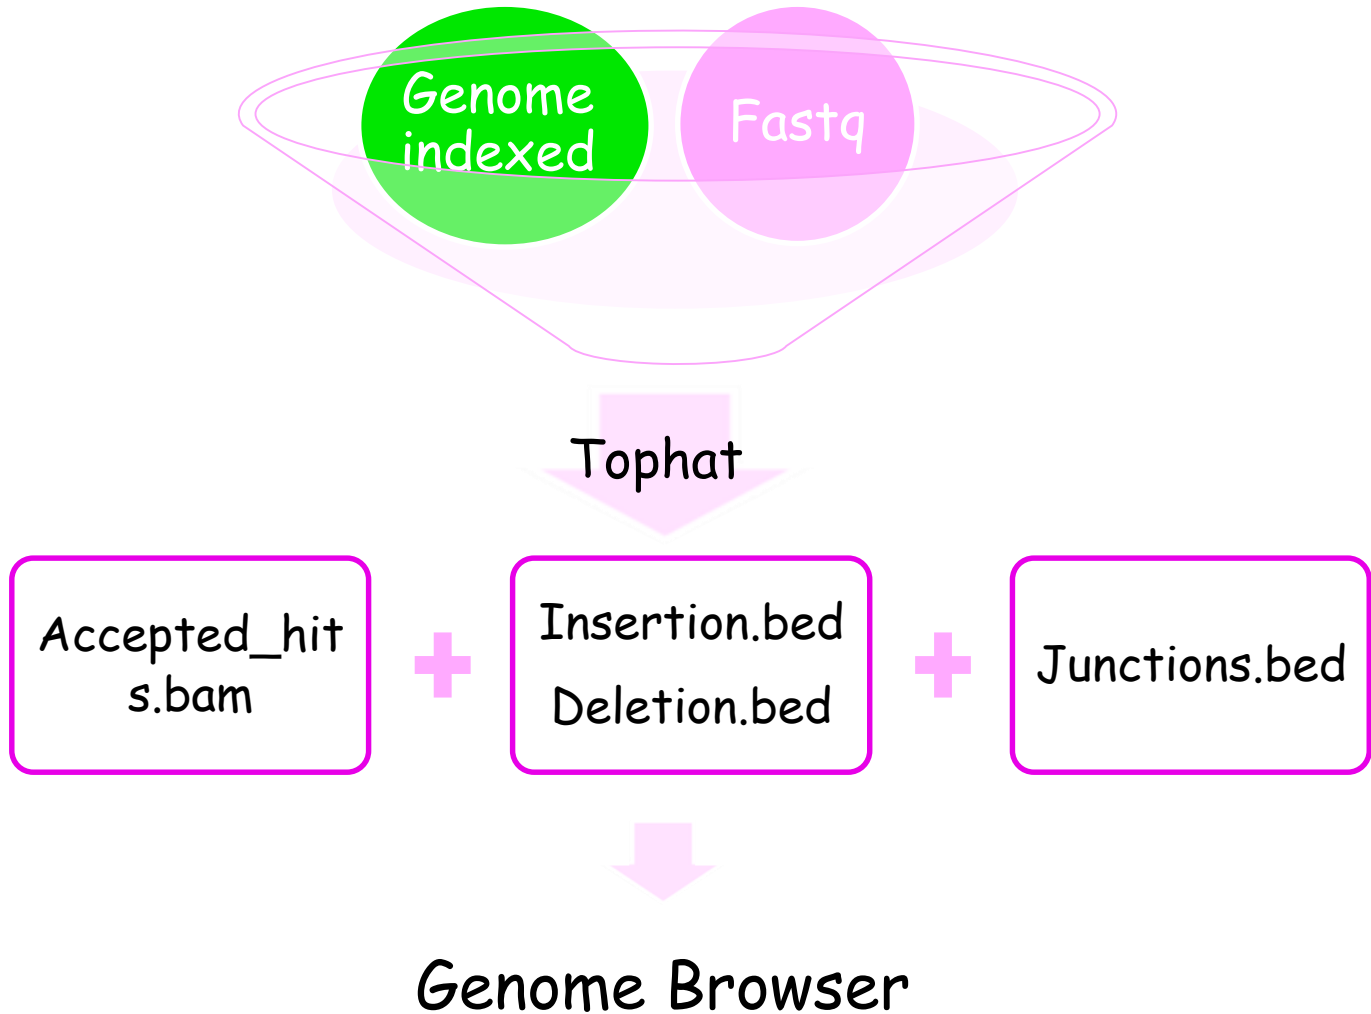 Genome
indexed
Fastq
Tophat
Accepted_hit
s.bam
Insertion.bed
Deletion.bed
Junctions.bed
Genome Browser